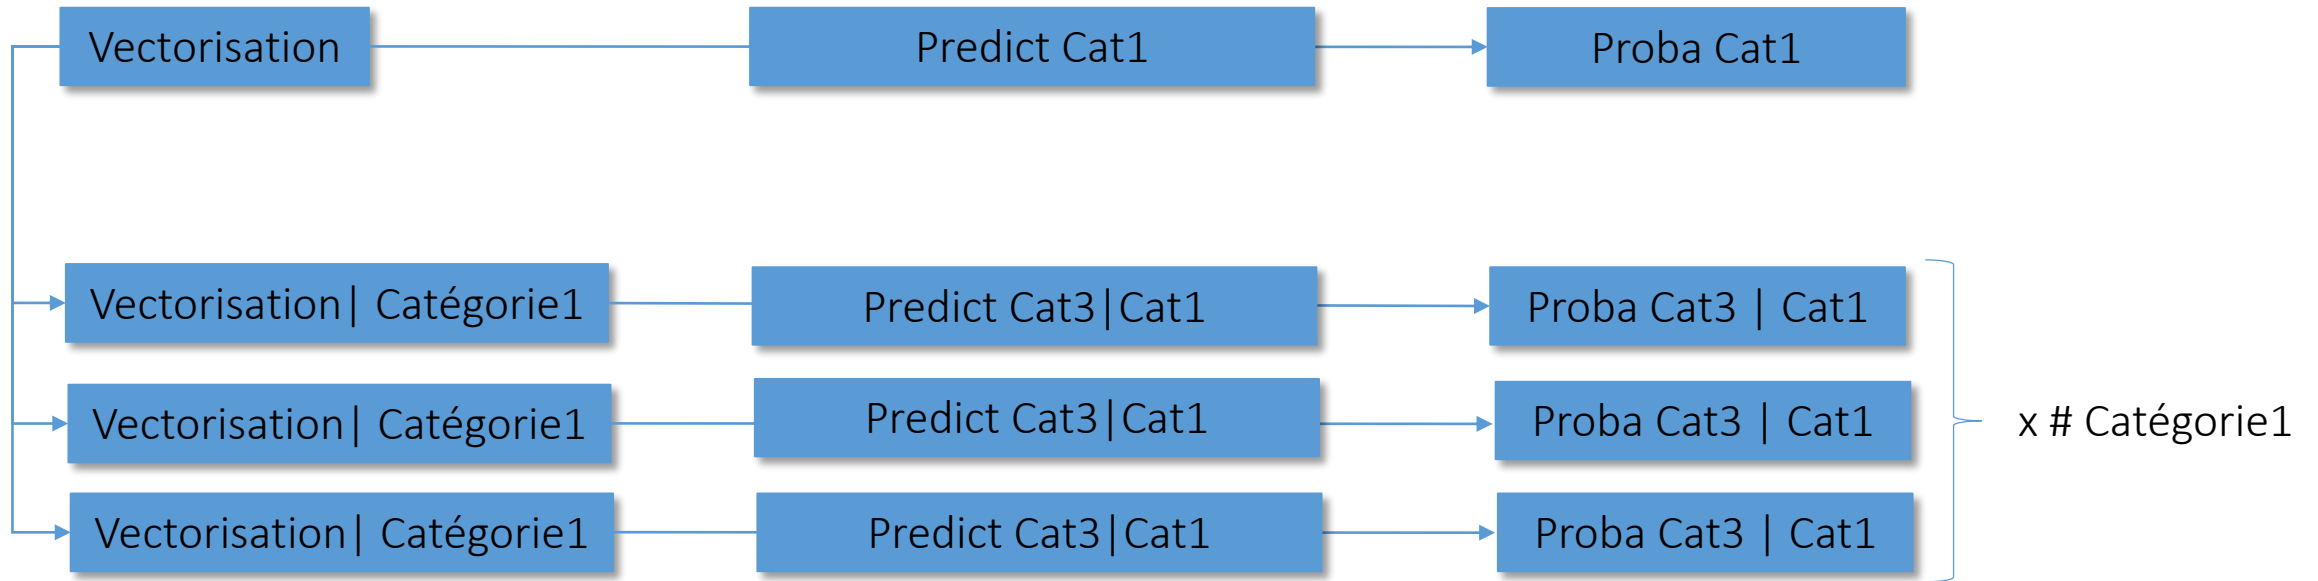 Vectorisation
Predict Cat1
Proba Cat1
Vectorisation| Catégorie1
Predict Cat3|Cat1
Proba Cat3 | Cat1
Vectorisation| Catégorie1
Predict Cat3|Cat1
Proba Cat3 | Cat1
x # Catégorie1
Vectorisation| Catégorie1
Predict Cat3|Cat1
Proba Cat3 | Cat1